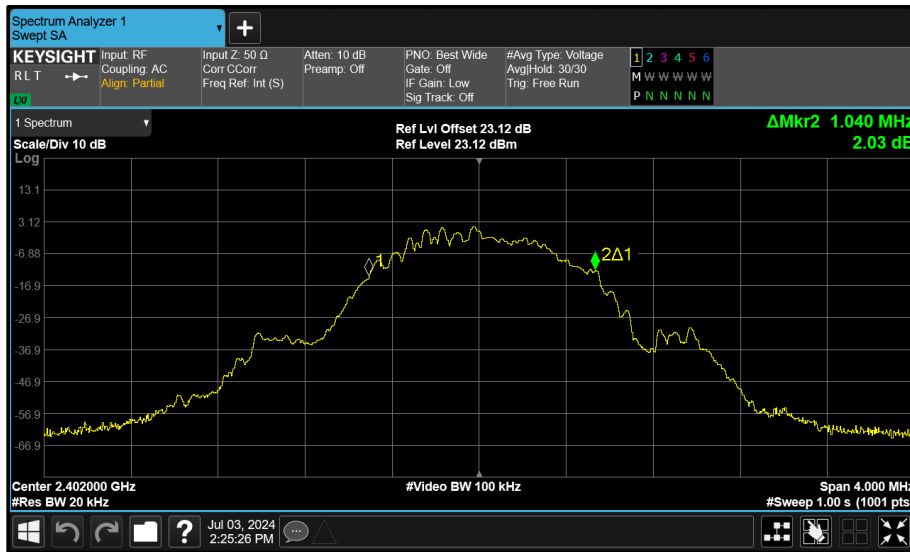 Spectrum Analyzer 1
Swept SA
+
KEYSIGHT
RLT
LXI
Input: RF
Coupling: AC
Align: Partial
Input Z: 50 Ω
Corr CCorr
Freq Ref: Int (S)
Atten: 10 dB
Preamp: Off
PNO: Best Wide
Gate: Off
IF Gain: Low
Sig Track: Off
#Avg Type: Voltage
Avg|Hold: 30/30
Trig: Free Run
1 2 3 4 5 6
M W W W W W
P N N N N N
1 Spectrum
Scale/Div 10 dB
Log
Ref Lvl Offset 23.12 dB
Ref Level 23.12 dBm
ΔMkr2 1.040 MHz
2.03 dB
13.1
3.12
-6.88
-16.9
-26.9
-36.9
-46.9
-56.9
-66.9
1
2Δ1
Center 2.402000 GHz
#Res BW 20 kHz
#Video BW 100 kHz
Span 4.000 MHz
#Sweep 1.00 s (1001 pts
?
Jul 03, 2024
2:25:26 PM